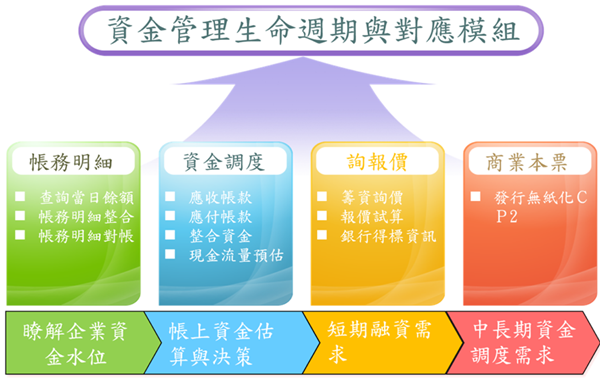 資金管理生命週期與對應模組
帳務明細
查詢當日餘額
帳務明細整合
帳務明細對帳
資金調度
應收帳款
應付帳款
整合資金
現金流量預估
詢報價
籌資詢價
報價試算
銀行得標資訊
商業本票
發行無紙化C
P2
瞭解企業資
金水位
帳上資金估
算與決策
短期融資需
求
中長期資金
調度需求